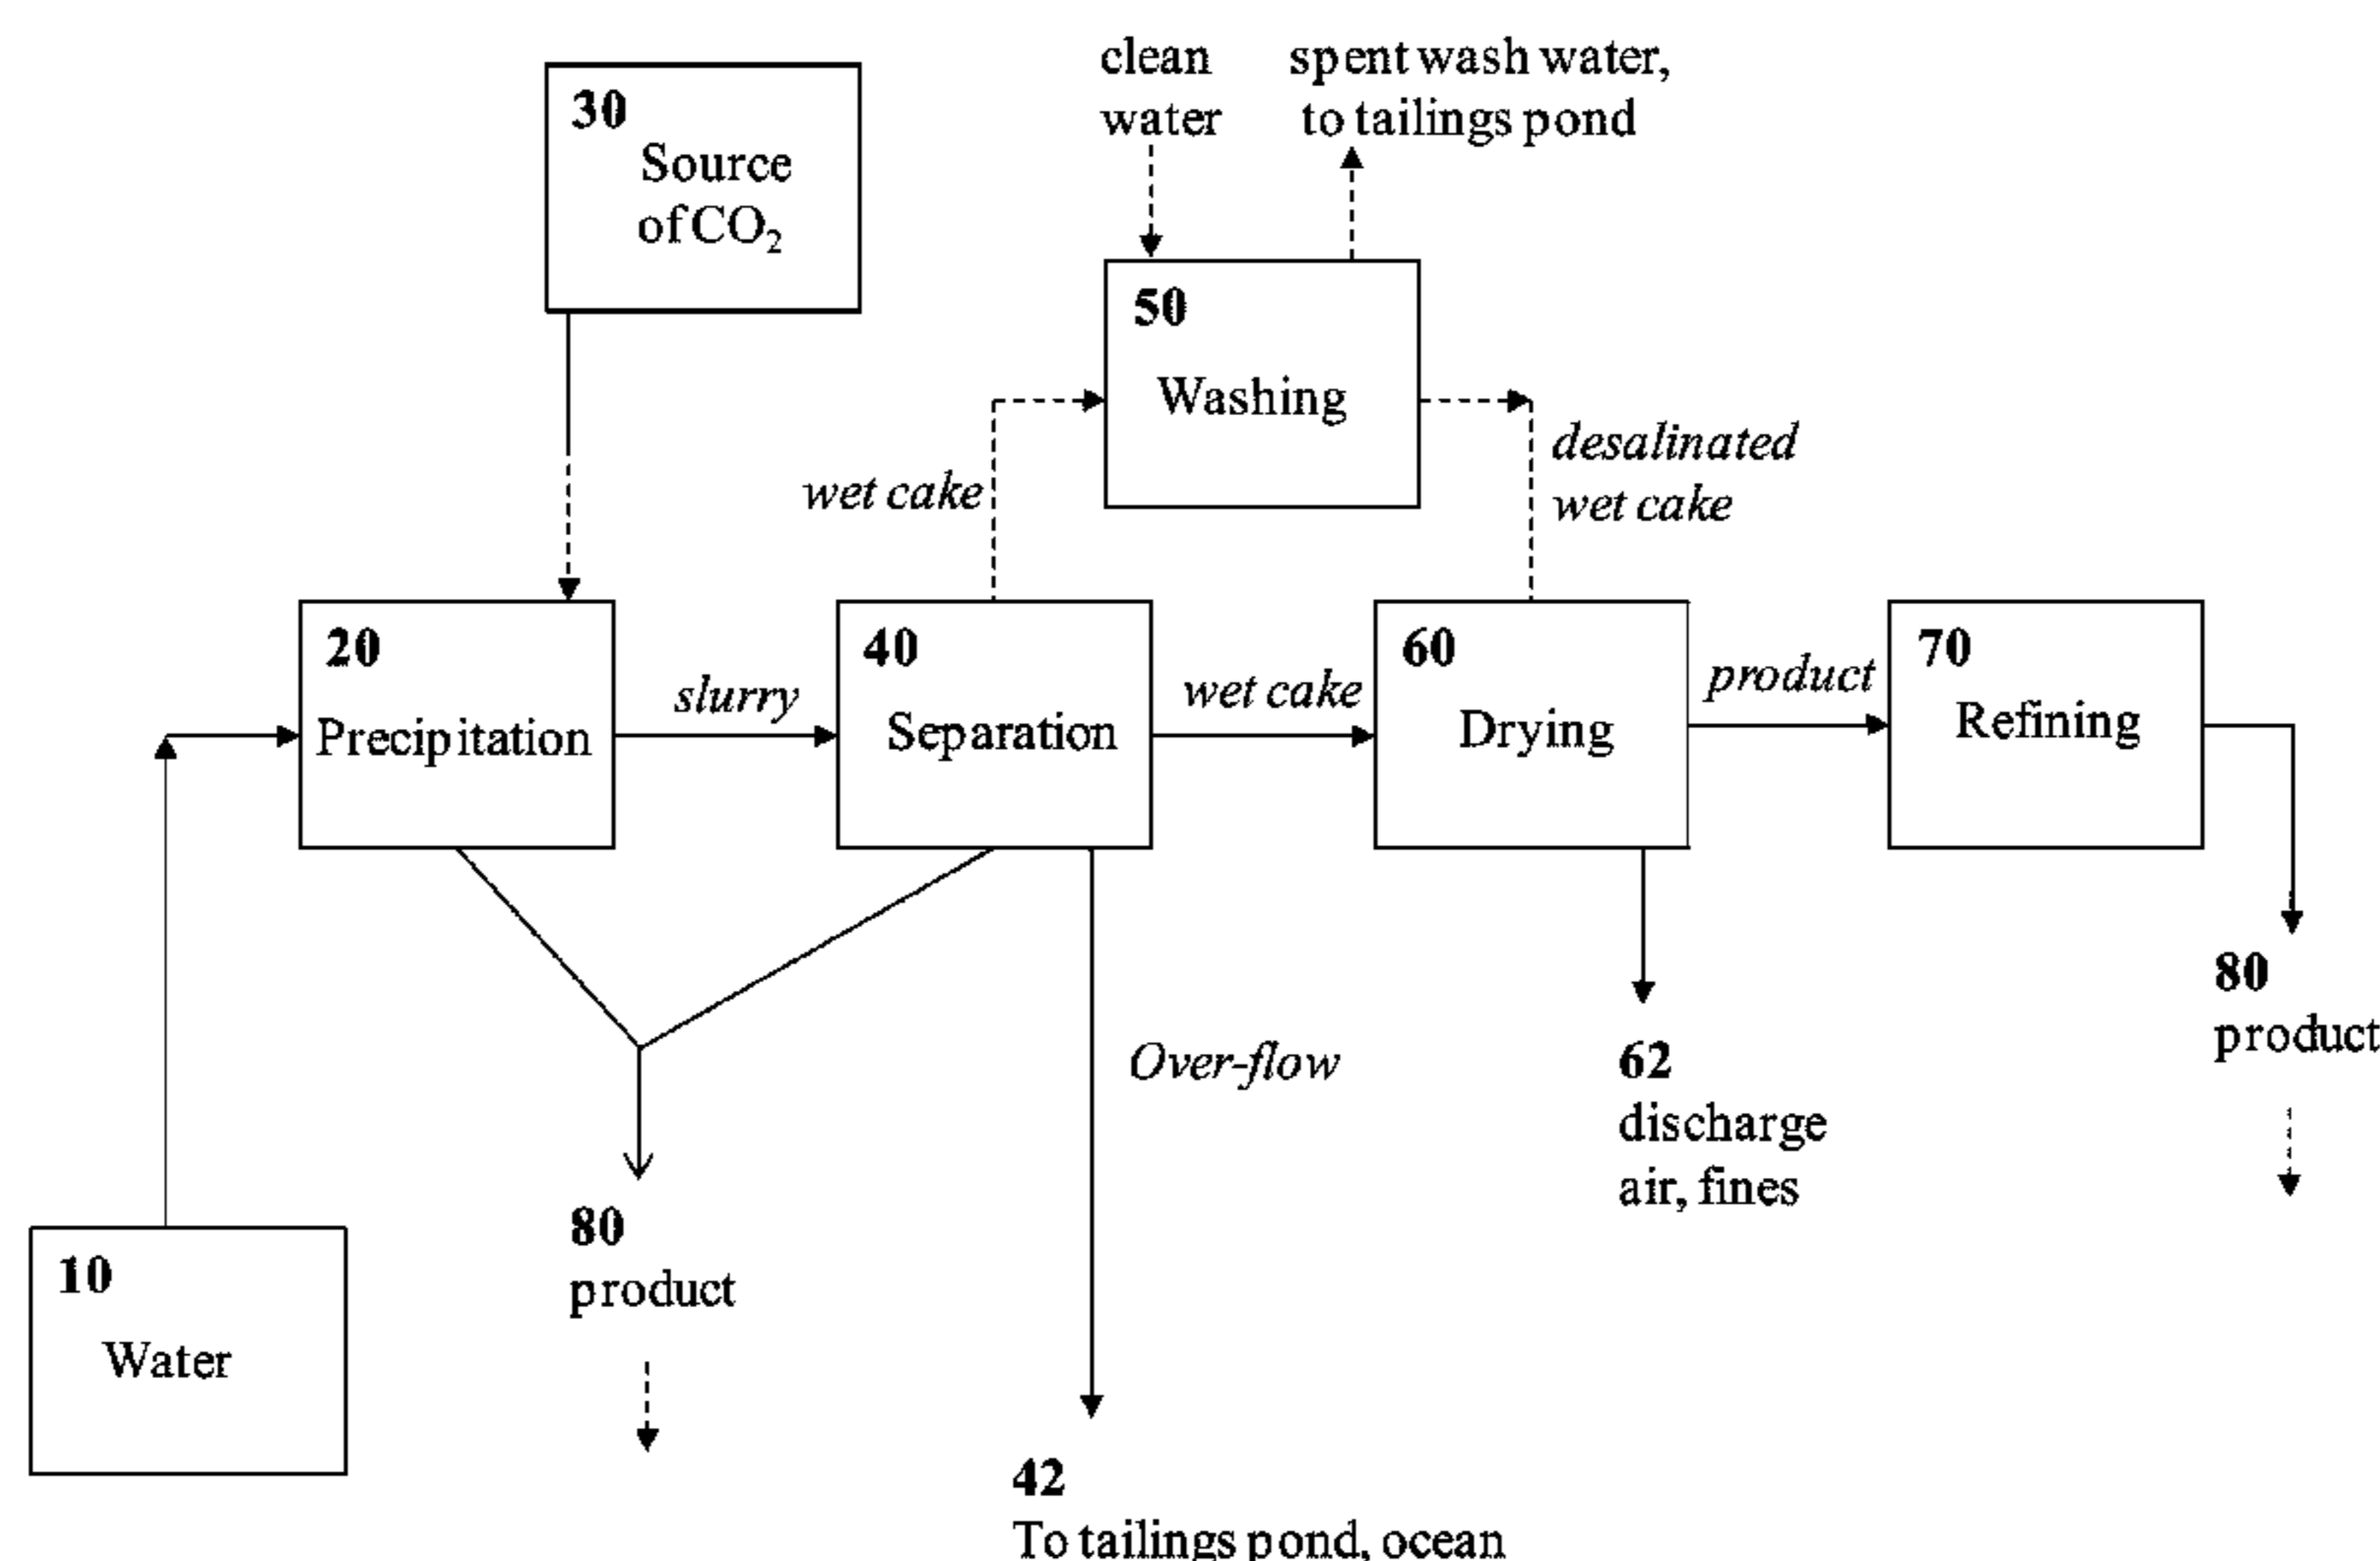 30
Source
of CO₂
clean
water
spent wash water,
to tailings pond
50
Washing
wet cake
desalinated
wet cake
20
Precipitation
slurry
40
Separation
wet cake
60
Drying
product
70
Refining
Over-flow
80
product
62
discharge
air, fines
80
product
10
Water
42
To tailings pond, ocean